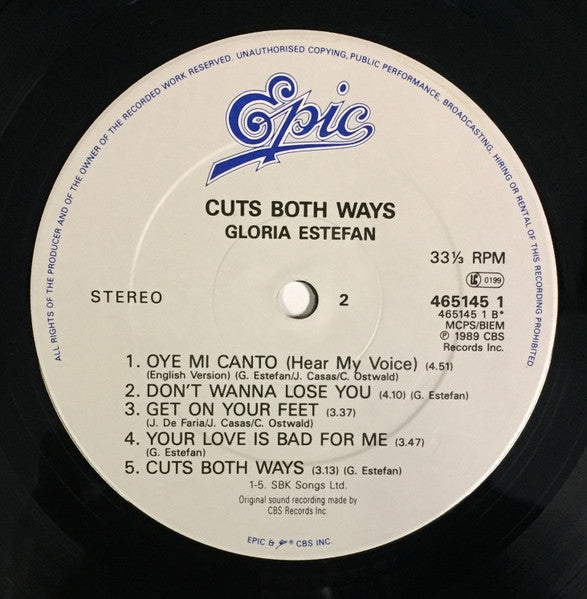 ALL RIGHTS OF THE PRODUCER AND OF THE OWNER OF THE RECORDED WORK RESERVED. UNAUTHORISED COPYING, PUBLIC PERFORMANCE, BROADCASTING, HIRING OR RENTAL OF THIS RECORDING PROHIBITED
Epic
CUTS BOTH WAYS
GLORIA ESTEFAN
33⅓ RPM
LC 0199
STEREO
2
465145 1
465145 1 B*
MCPS/BIEM
℗ 1989 CBS
Records Inc.
1. OYE MI CANTO (Hear My Voice) (4.51)
(English Version) (G. Estefan/J. Casas/C. Ostwald)
2. DON'T WANNA LOSE YOU (4.10) (G. Estefan)
3. GET ON YOUR FEET (3.37)
(J. De Faria/J. Casas/C. Ostwald)
4. YOUR LOVE IS BAD FOR ME (3.47)
(G. Estefan)
5. CUTS BOTH WAYS (3.13) (G. Estefan)
1-5. SBK Songs Ltd.
Original sound recording made by
CBS Records Inc.
EPIC & ® CBS INC.